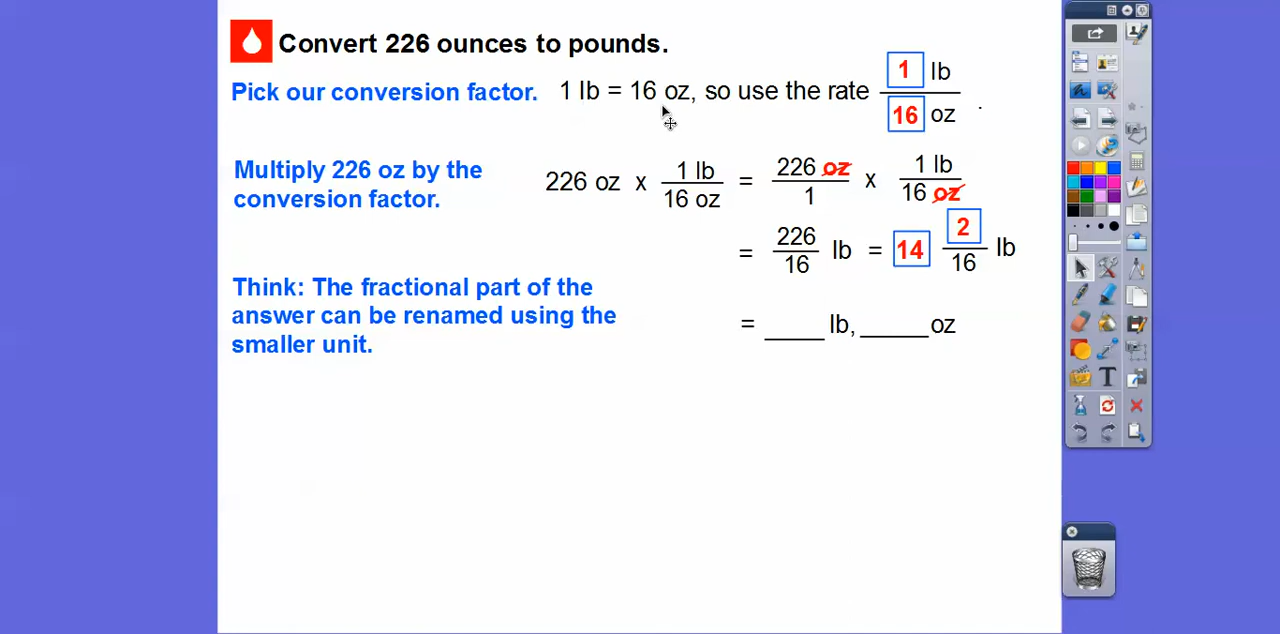 Convert 226 ounces to pounds.
Pick our conversion factor. 1 lb = 16 oz, so use the rate 1 lb / 16 oz .
Multiply 226 oz by the conversion factor.
226 oz x 1 lb / 16 oz = 226 oz / 1 x 1 lb / 16 oz
= 226 / 16 lb = 14 2 / 16 lb
Think: The fractional part of the
answer can be renamed using the
smaller unit.
= _____ lb, ______ oz
T